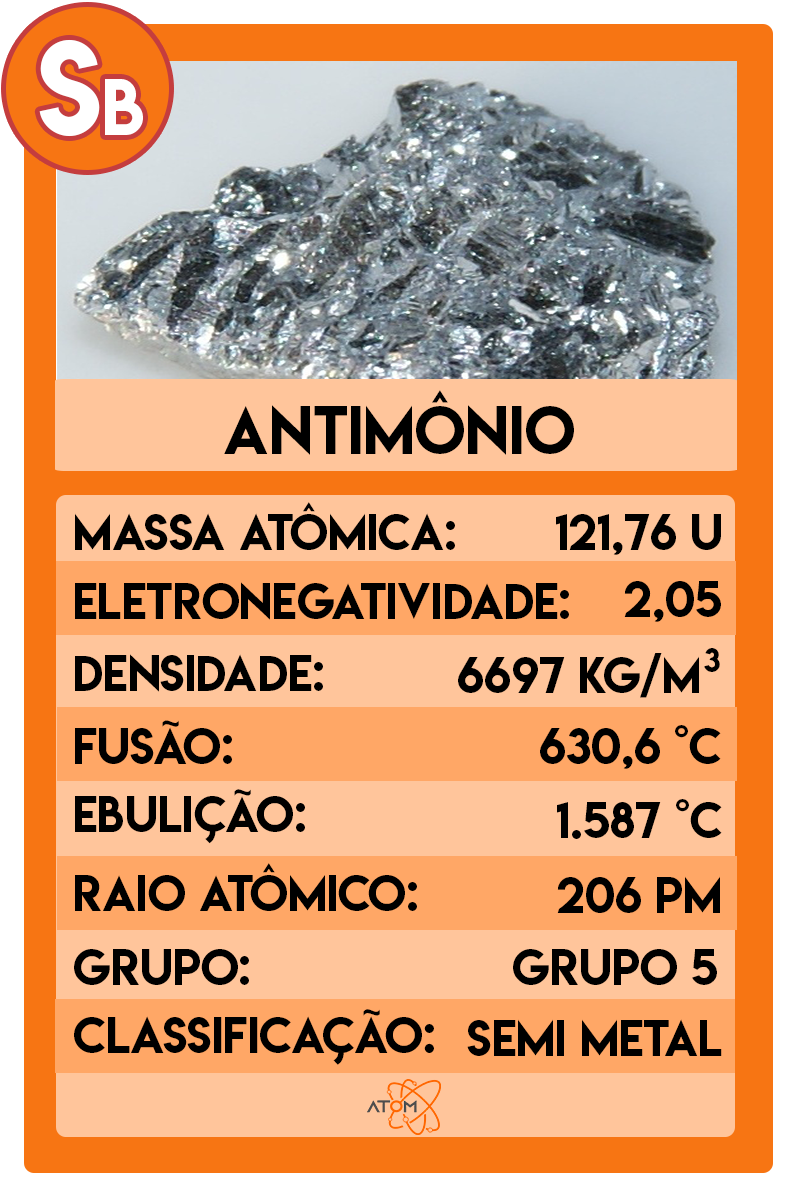 SB
ANTIMÔNIO
MASSA ATÔMICA: 121,76 U
ELETRONEGATIVIDADE: 2,05
DENSIDADE: 6697 KG/M³
FUSÃO: 630,6 °C
EBULIÇÃO: 1.587 °C
RAIO ATÔMICO: 206 PM
GRUPO: GRUPO 5
CLASSIFICAÇÃO: SEMI METAL
ATOM